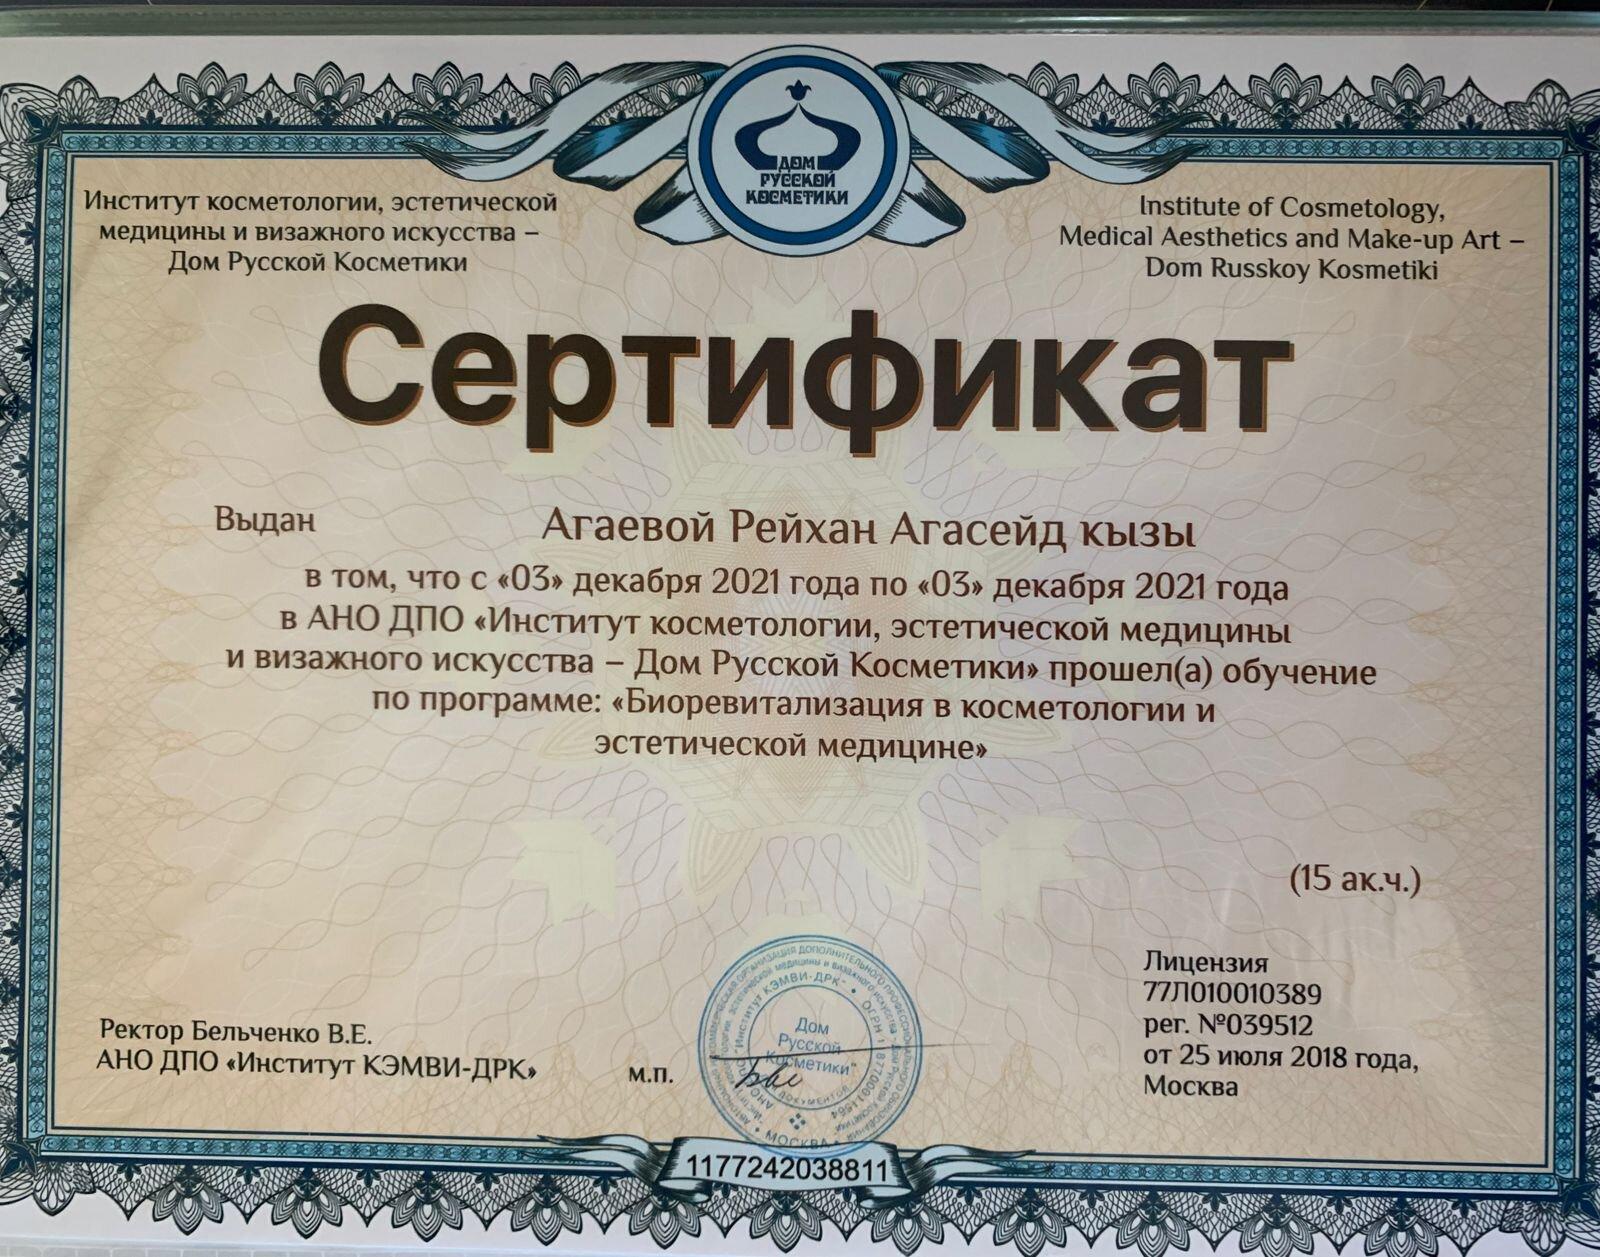 ДОМ
РУССКОЙ
КОСМЕТИКИ
Институт косметологии, эстетической
медицины и визажного искусства –
Дом Русской Косметики
Institute of Cosmetology,
Medical Aesthetics and Make-up Art –
Dom Russkoy Kosmetiki
Сертификат
Выдан Агаевой Рейхан Агасейд кызы
в том, что с «03» декабря 2021 года по «03» декабря 2021 года
в АНО ДПО «Институт косметологии, эстетической медицины
и визажного искусства – Дом Русской Косметики» прошел(а) обучение
по программе: «Биоревитализация в косметологии и
эстетической медицине»
(15 ак.ч.)
Лицензия
77Л010010389
рег. №039512
от 25 июля 2018 года,
Москва
Ректор Бельченко В.Е.
АНО ДПО «Институт КЭМВИ-ДРК»
м.п.
Дом
Русской
Косметики"
МОСКВА
1177242038811